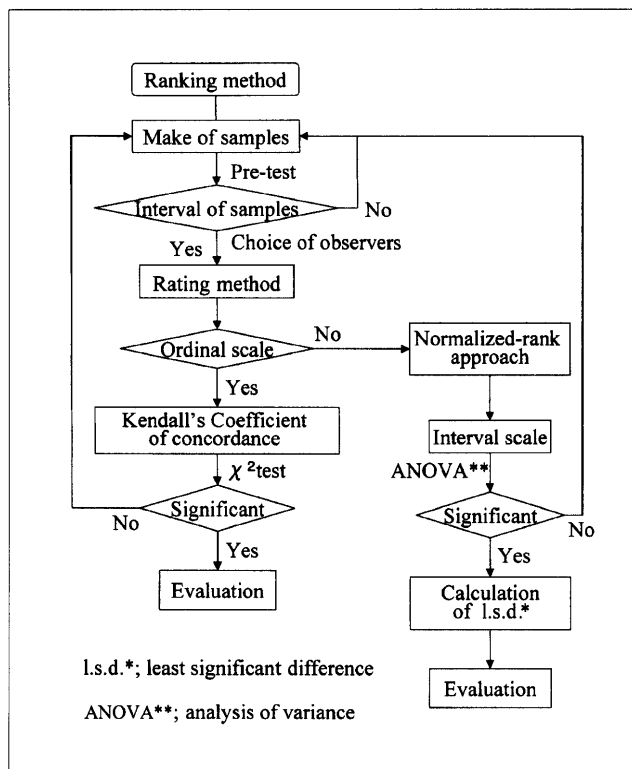 Ranking method
Make of samples
Pre-test
Interval of samples
No
Yes
Choice of observers
Rating method
Ordinal scale
No
Normalized-rank
approach
Yes
Kendall's Coefficient
of concordance
Interval scale
χ ²test
ANOVA**
Significant
No
Significant
No
Yes
Yes
Evaluation
Calculation
of l.s.d.*
Evaluation
l.s.d.*; least significant difference
ANOVA**; analysis of variance